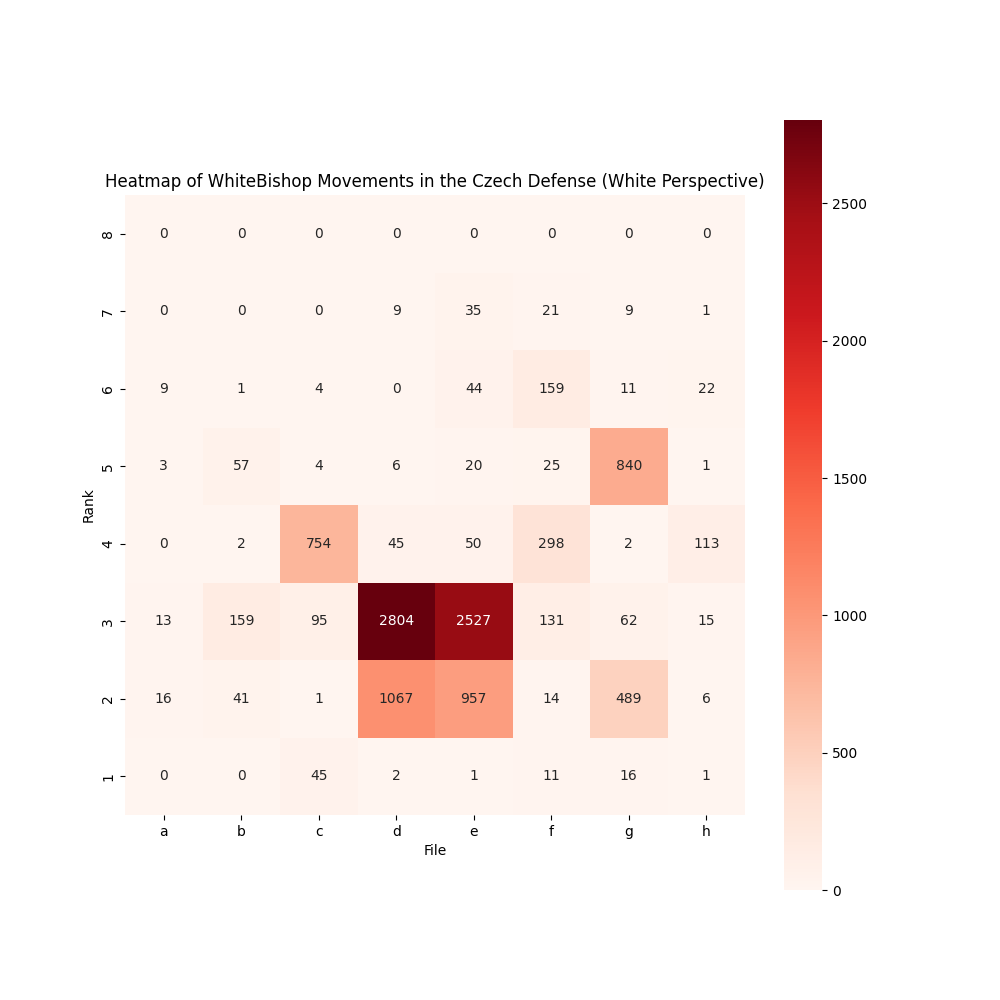 Heatmap of WhiteBishop Movements in the Czech Defense (White Perspective)
8 0 0 0 0 0 0 0 0
7 0 0 0 9 35 21 9 1
6 9 1 4 0 44 159 11 22
5 3 57 4 6 20 25 840 1
4 0 2 754 45 50 298 2 113
3 13 159 95 2804 2527 131 62 15
2 16 41 1 1067 957 14 489 6
1 0 0 45 2 1 11 16 1
a b c d e f g h
File
Rank
2500
2000
1500
1000
500
0